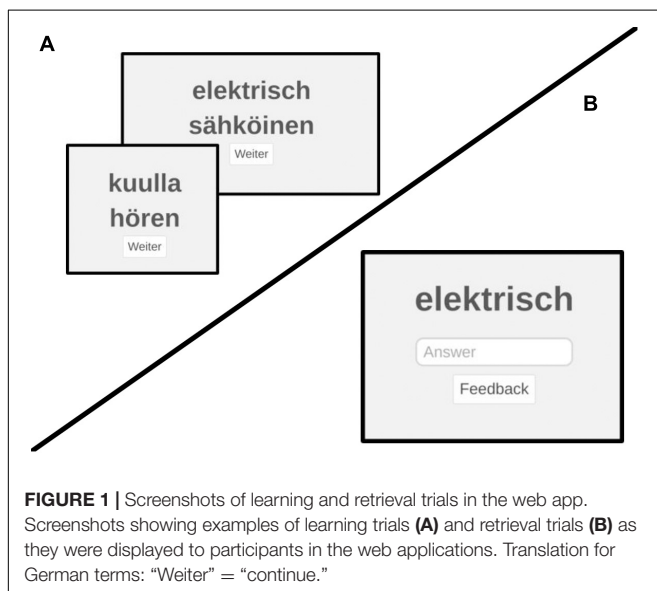 A
elektrisch
sähköinen
Weiter
kuulla
hören
Weiter
B
elektrisch
Answer
Feedback
FIGURE 1 | Screenshots of learning and retrieval trials in the web app.
Screenshots showing examples of learning trials (A) and retrieval trials (B) as
they were displayed to participants in the web applications. Translation for
German terms: “Weiter” = “continue.”